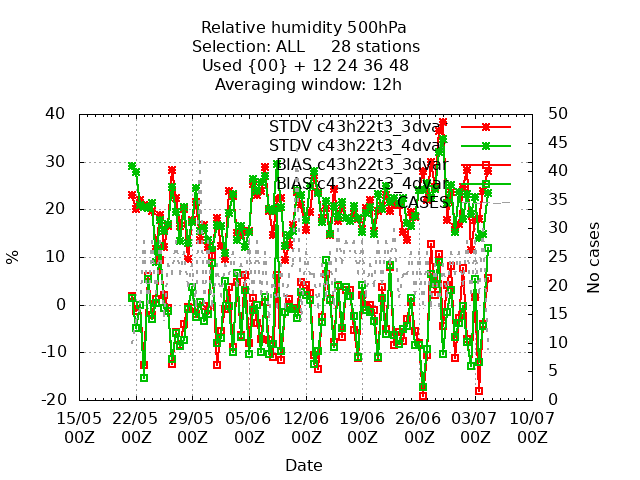 Relative humidity 500hPa
Selection: ALL 28 stations
Used {00} + 12 24 36 48
Averaging window: 12h
STDV c43h22t3_3dvar
STDV c43h22t3_4dvar
BIAS c43h22t3_3dvar
BIAS c43h22t3_4dvar
CASES
40
30
20
10
0
-10
-20
%
50
45
40
35
30
25
20
15
10
5
0
No cases
15/05 22/05 29/05 05/06 12/06 19/06 26/06 03/07 10/07
00Z 00Z 00Z 00Z 00Z 00Z 00Z 00Z 00Z
Date